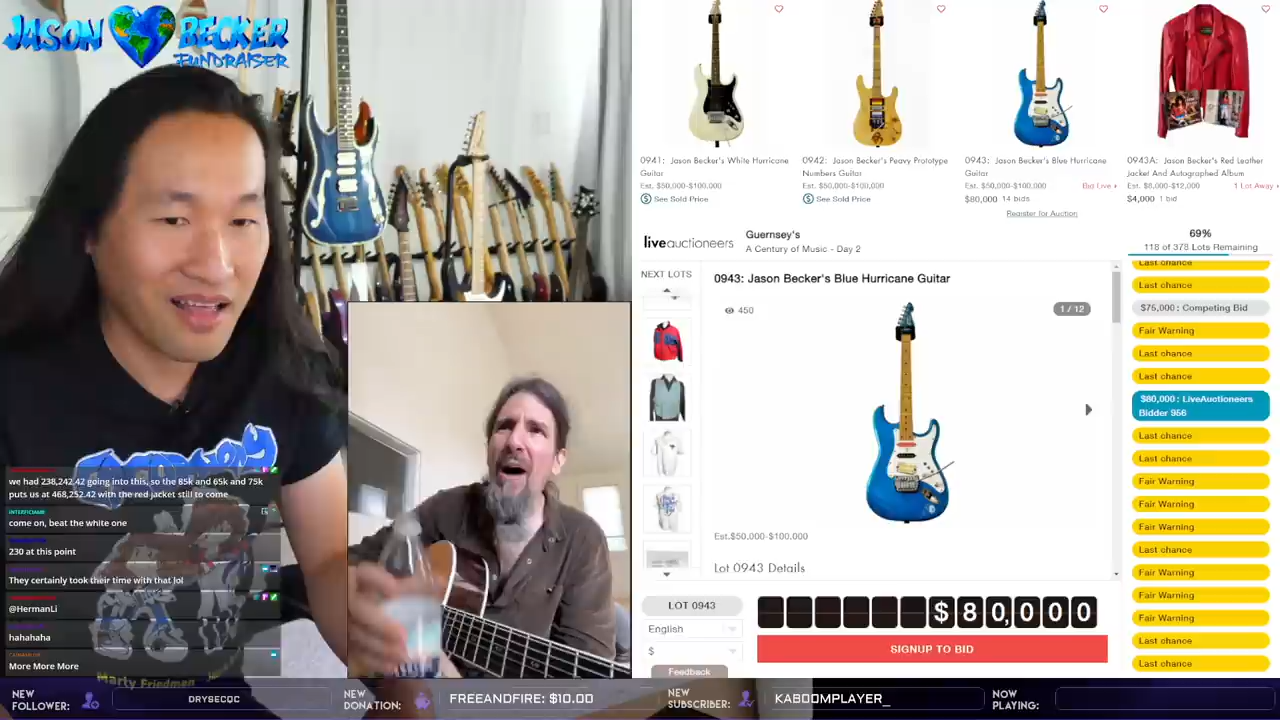 JASON BECKER
FUNDRAISER
0941: Jason Becker's White Hurricane
Guitar
Est. $50,000-$100,000
See Sold Price
0942: Jason Becker's Peavy Prototype
Numbers Guitar
Est. $50,000-$100,000
See Sold Price
0943: Jason Becker's Blue Hurricane
Guitar
Est. $50,000-$100,000 Bid Live
$80,000 14 bids
Register for Auction
0943A: Jason Becker's Red Leather
Jacket And Autographed Album
Est. $8,000-$12,000 1 Lot Away
$4,000 1 bid
liveauctioneers
Guernsey's
A Century of Music - Day 2
69%
118 of 378 Lots Remaining
NEXT LOTS
0943: Jason Becker's Blue Hurricane Guitar
450
1 / 12
Est.$50,000-$100,000
Lot 0943 Details
Last chance
Last chance
$75,000 : Competing Bid
Fair Warning
Last chance
Last chance
$80,000 : LiveAuctioneers
Bidder 956
Last chance
Last chance
Fair Warning
Fair Warning
Fair Warning
Last chance
Fair Warning
Fair Warning
Fair Warning
Last chance
Last chance
LOT 0943
English
$
Feedback
$80,000
SIGNUP TO BID
we had 238,242.42 going into this, so the 85k and 65k and 75k
puts us at 468,252.42 with the red jacket still to come
come on, beat the white one
230 at this point
They certainly took their time with that lol
@HermanLi
hahahaha
More More More
Marty Friedman
NEW
FOLLOWER:
DRYSECQC
NEW
DONATION:
FREEANDFIRE: $10.00
NEW
SUBSCRIBER:
KABOOMPLAYER_
NOW
PLAYING: